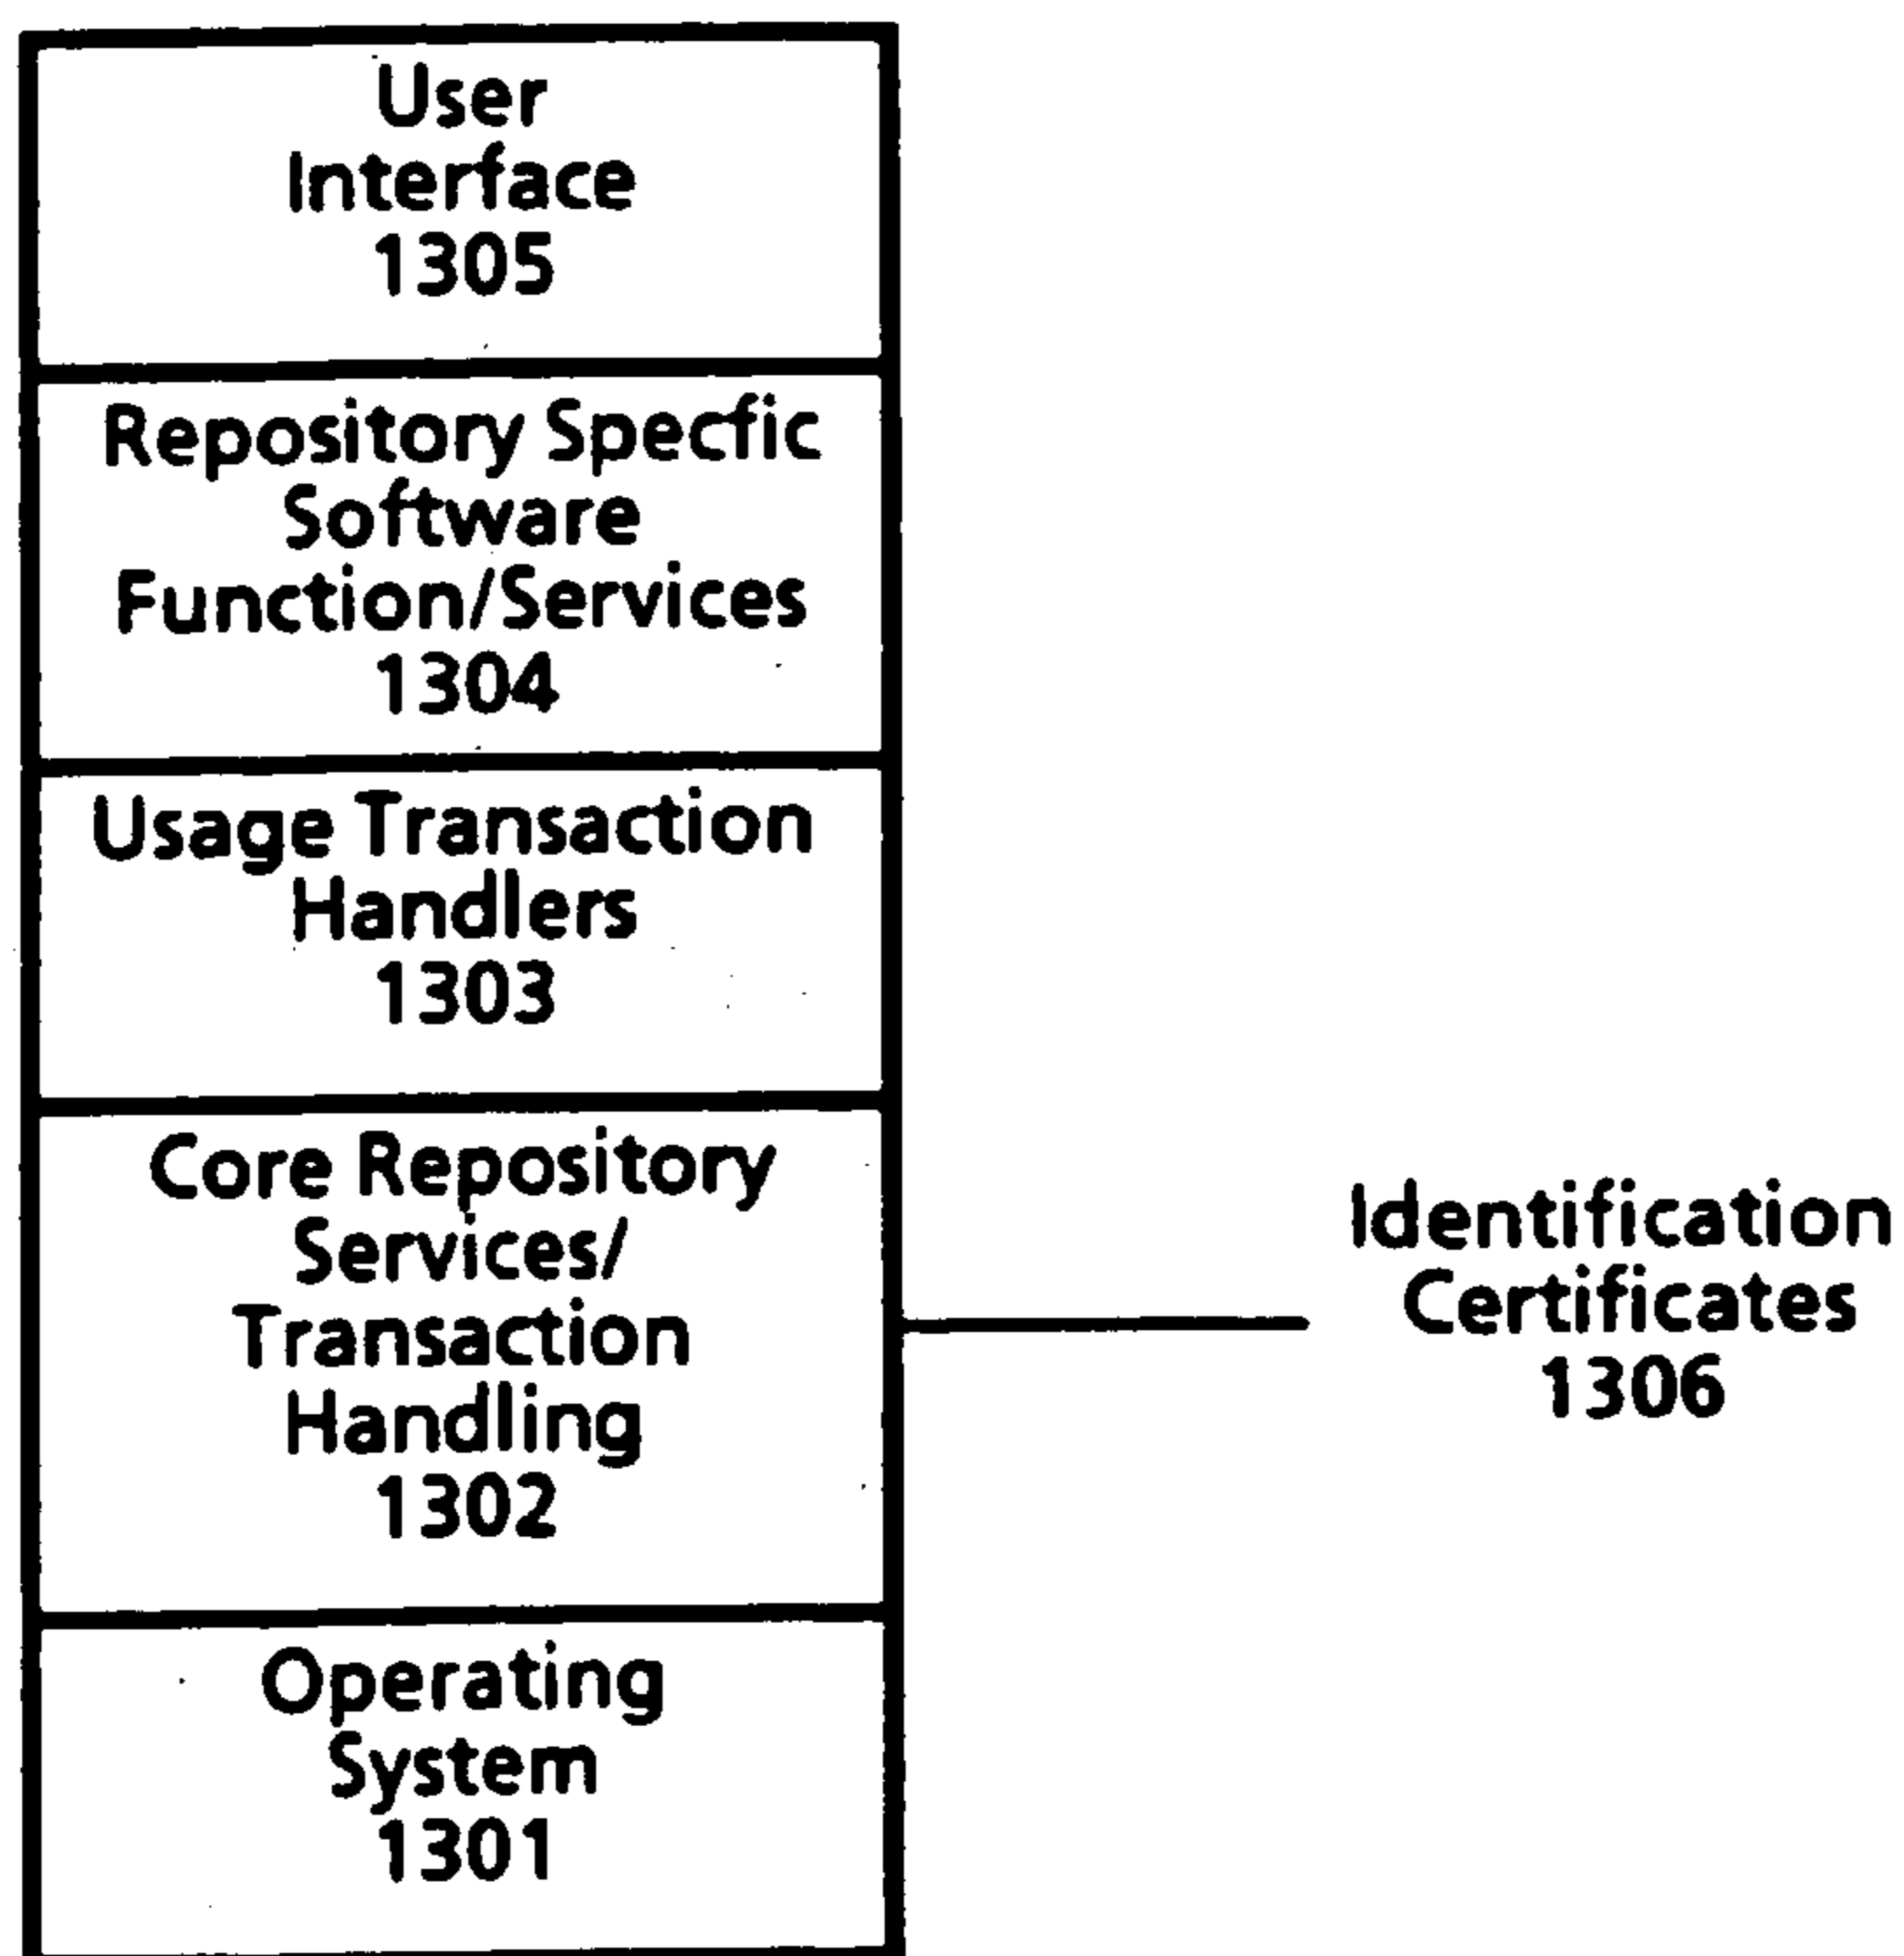 User
Interface
1305
Repository Specfic
Software
Function/Services
1304
Usage Transaction
Handlers
1303
Core Repository
Services/
Transaction
Handling
1302
Identification
Certificates
1306
Operating
System
1301